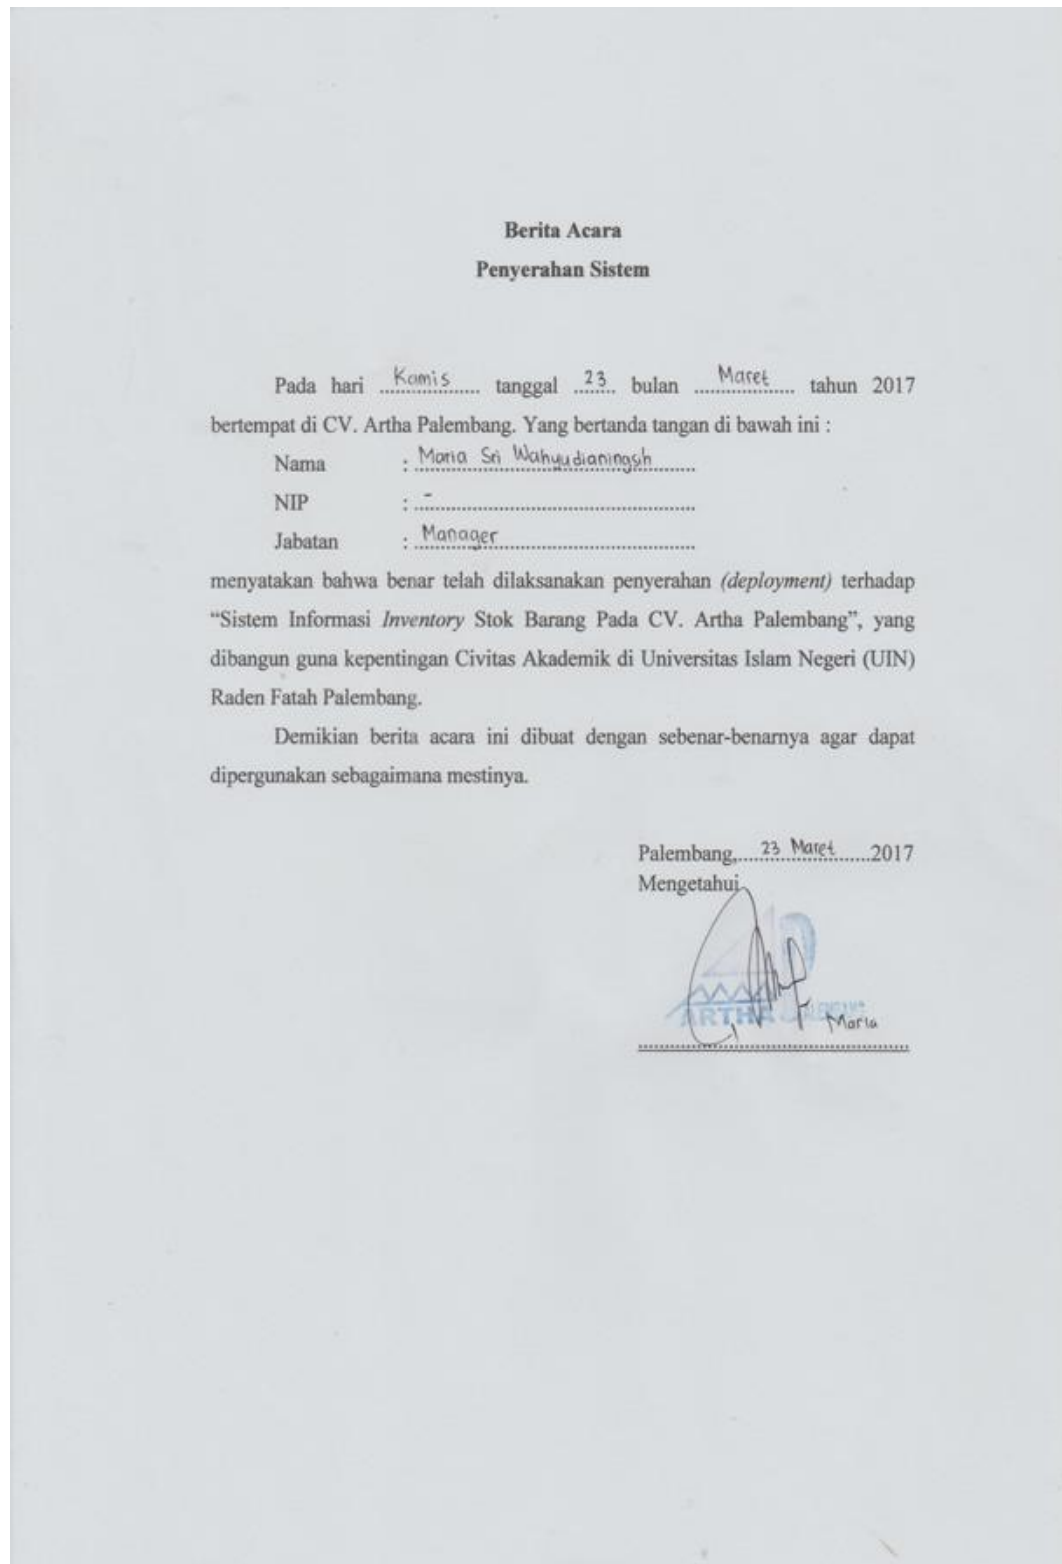 Berita Acara
Penyerahan Sistem
Pada hari Kamis tanggal 23 bulan Maret tahun 2017
bertempat di CV. Artha Palembang. Yang bertanda tangan di bawah ini :
Nama : Maria Sri Wahyudianingsih
NIP : -
Jabatan : Manager
menyatakan bahwa benar telah dilaksanakan penyerahan (deployment) terhadap
“Sistem Informasi Inventory Stok Barang Pada CV. Artha Palembang”, yang
dibangun guna kepentingan Civitas Akademik di Universitas Islam Negeri (UIN)
Raden Fatah Palembang.
Demikian berita acara ini dibuat dengan sebenar-benarnya agar dapat
dipergunakan sebagaimana mestinya.
Palembang, 23 Maret 2017
Mengetahui
ARTHA
Maria